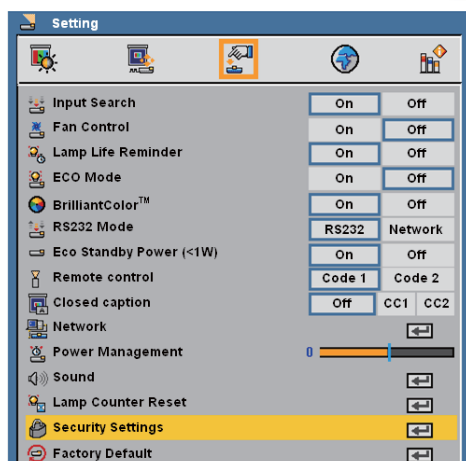 Setting
Input Search On Off
Fan Control On Off
Lamp Life Reminder On Off
ECO Mode On Off
BrilliantColor™ On Off
RS232 Mode RS232 Network
Eco Standby Power (<1W) On Off
Remote control Code 1 Code 2
Closed caption Off CC1 CC2
Network
Power Management 0
Sound
Lamp Counter Reset
Security Settings
Factory Default